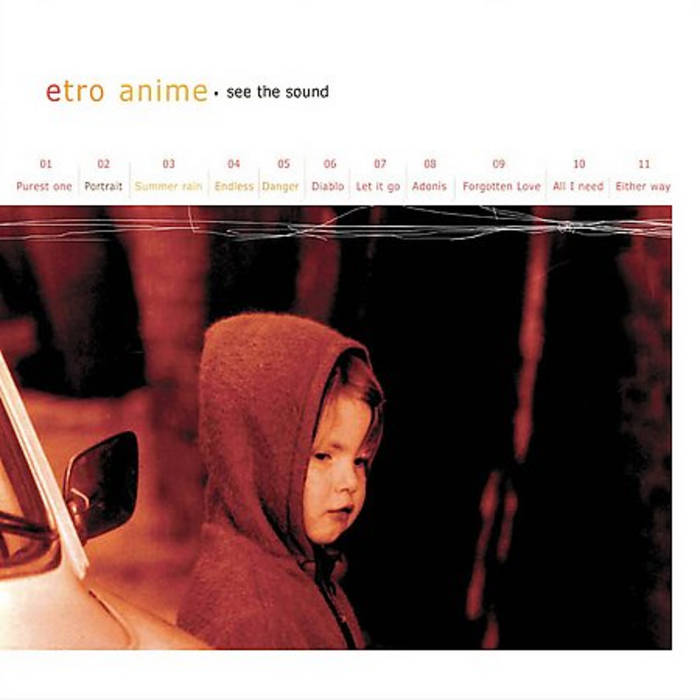 etro anime • see the sound
01 02 03 04 05 06 07 08 09 10 11
Purest one Portrait Summer rain Endless Danger Diablo Let it go Adonis Forgotten Love All I need Either way